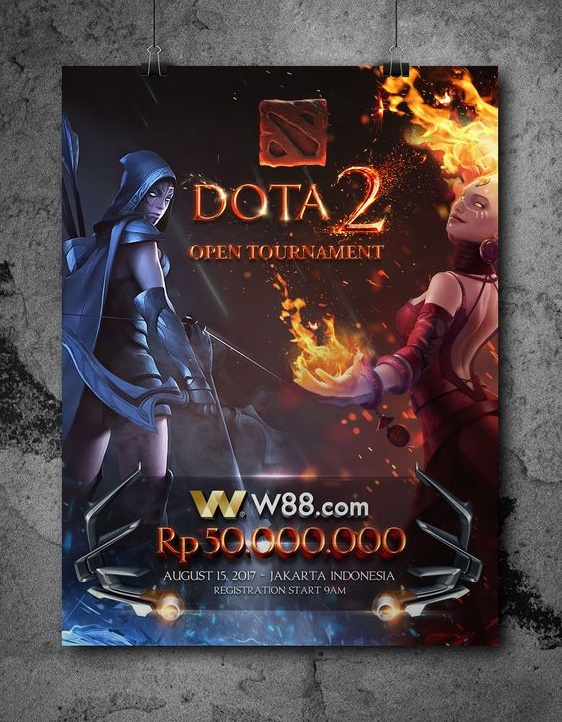 DOTA 2
OPEN TOURNAMENT
W® W88.com
Rp 50.000.000
AUGUST 15, 2017 - JAKARTA INDONESIA
REGISTRATION START 9AM